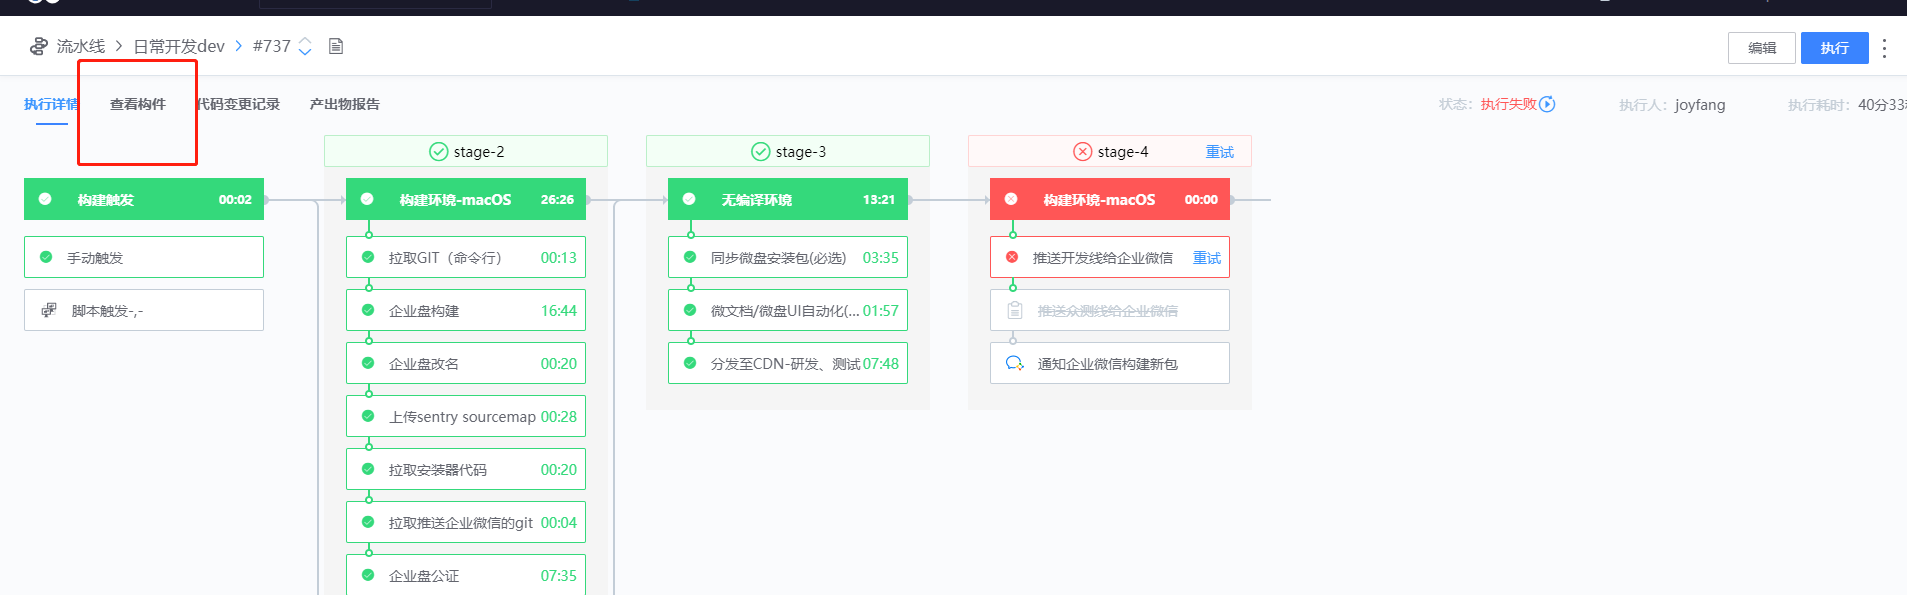 流水线 > 日常开发dev > #737
编辑
执行
执行详情
查看构件
代码变更记录
产出物报告
状态：执行失败
执行人：joyfang
执行耗时：40分33
stage-2
stage-3
stage-4
重试
构建触发 00:02
手动触发
脚本触发-,-
构建环境-macOS 26:26
拉取GIT（命令行） 00:13
企业盘构建 16:44
企业盘改名 00:20
上传sentry sourcemap 00:28
拉取安装器代码 00:20
拉取推送企业微信的git 00:04
企业盘公证 07:35
无编译环境 13:21
同步微盘安装包(必选) 03:35
微文档/微盘UI自动化(... 01:57
分发至CDN-研发、测试 07:48
构建环境-macOS 00:00
推送开发线给企业微信 重试
推送众测线给企业微信
通知企业微信构建新包